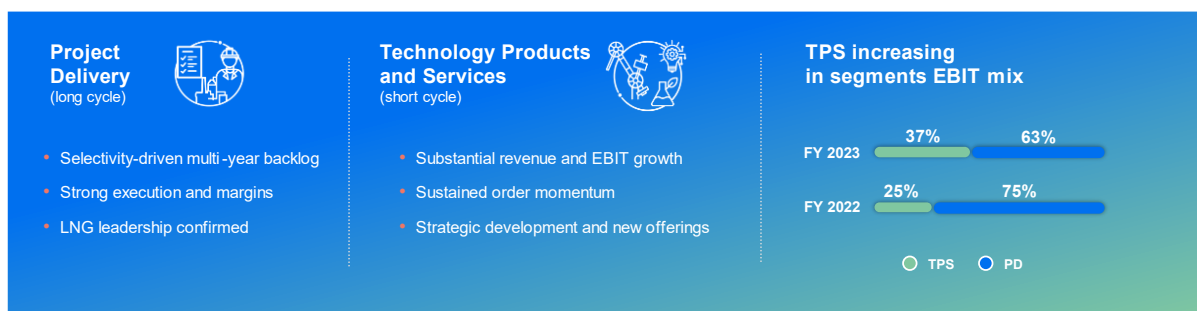 Project
Delivery
(long cycle)
• Selectivity-driven multi-year backlog
• Strong execution and margins
• LNG leadership confirmed
Technology Products
and Services
(short cycle)
• Substantial revenue and EBIT growth
• Sustained order momentum
• Strategic development and new offerings
TPS increasing
in segments EBIT mix
37% 63%
FY 2023
25% 75%
FY 2022
TPS PD